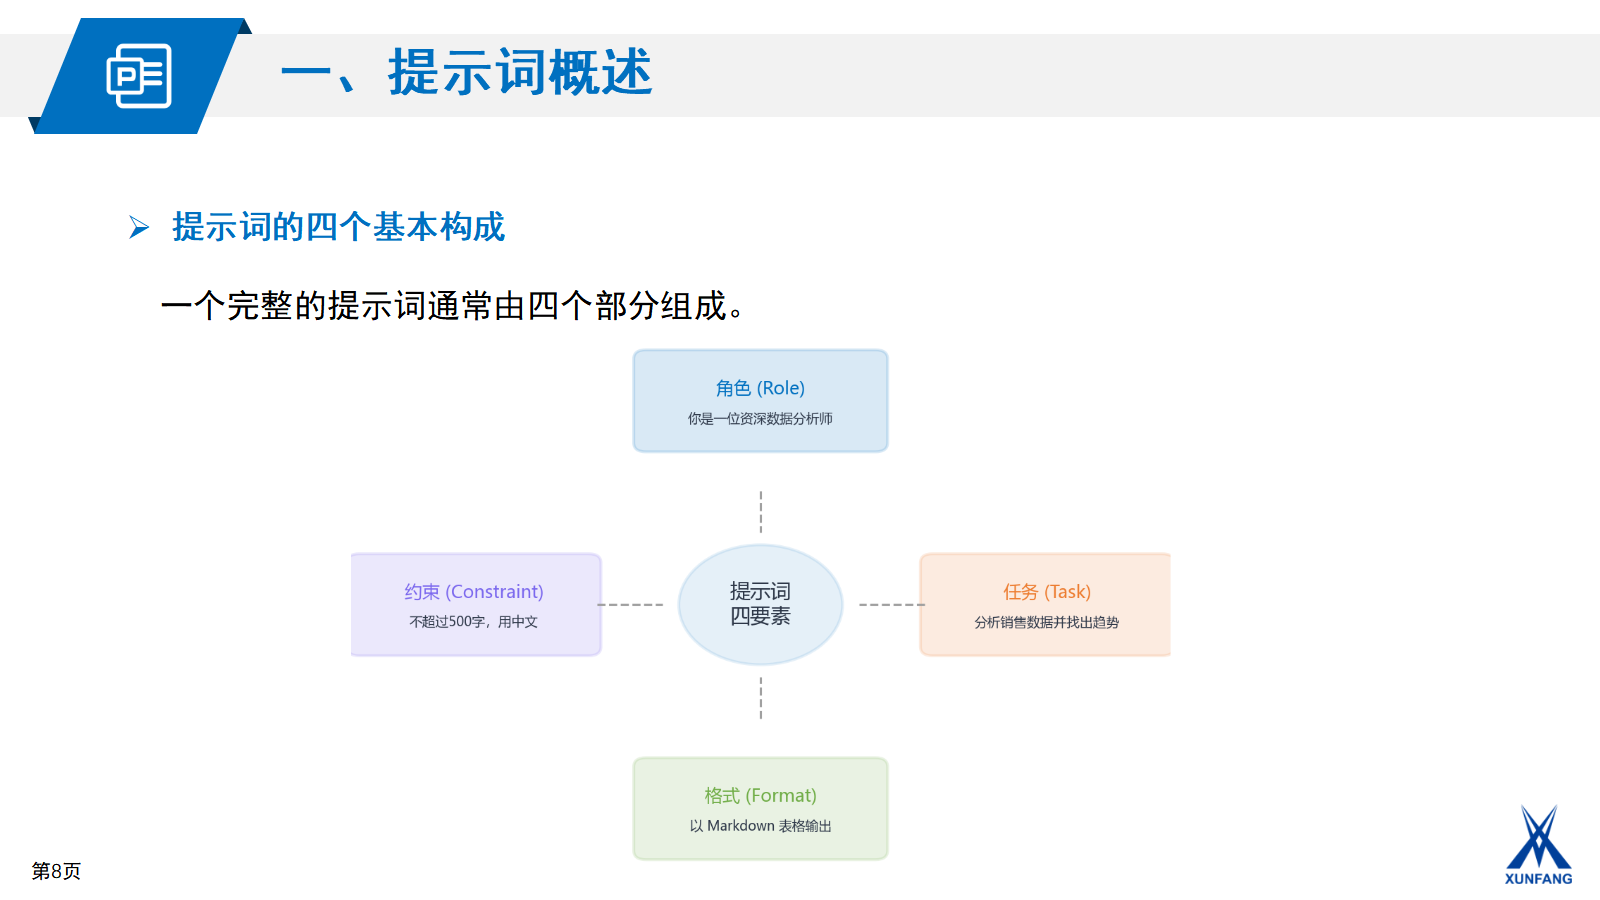 一、提示词概述
提示词的四个基本构成
一个完整的提示词通常由四个部分组成。
角色 (Role)
你是一位资深数据分析师
约束 (Constraint)
不超过500字，用中文
提示词
四要素
任务 (Task)
分析销售数据并找出趋势
格式 (Format)
以 Markdown 表格输出
第8页
XUNFANG